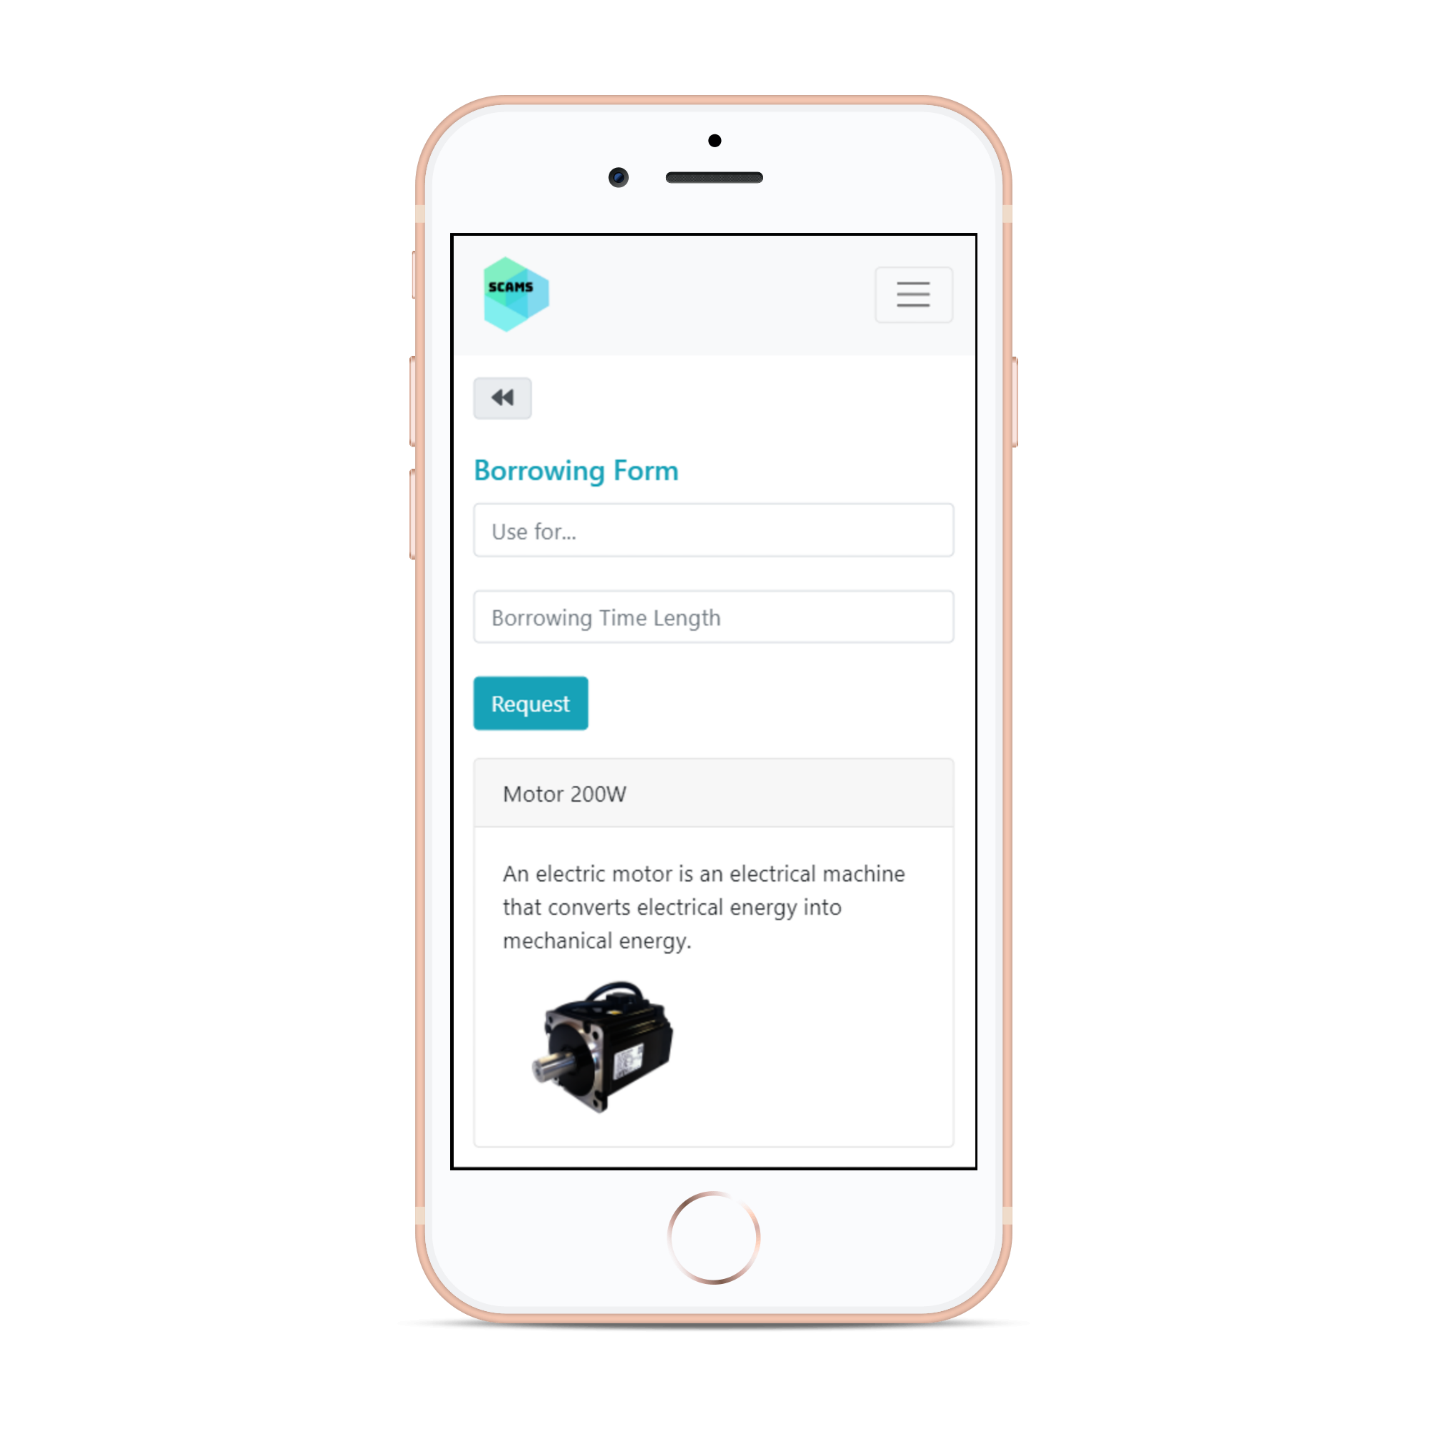 SCAMS
Borrowing Form
Use for...
Borrowing Time Length
Request
Motor 200W
An electric motor is an electrical machine
that converts electrical energy into
mechanical energy.